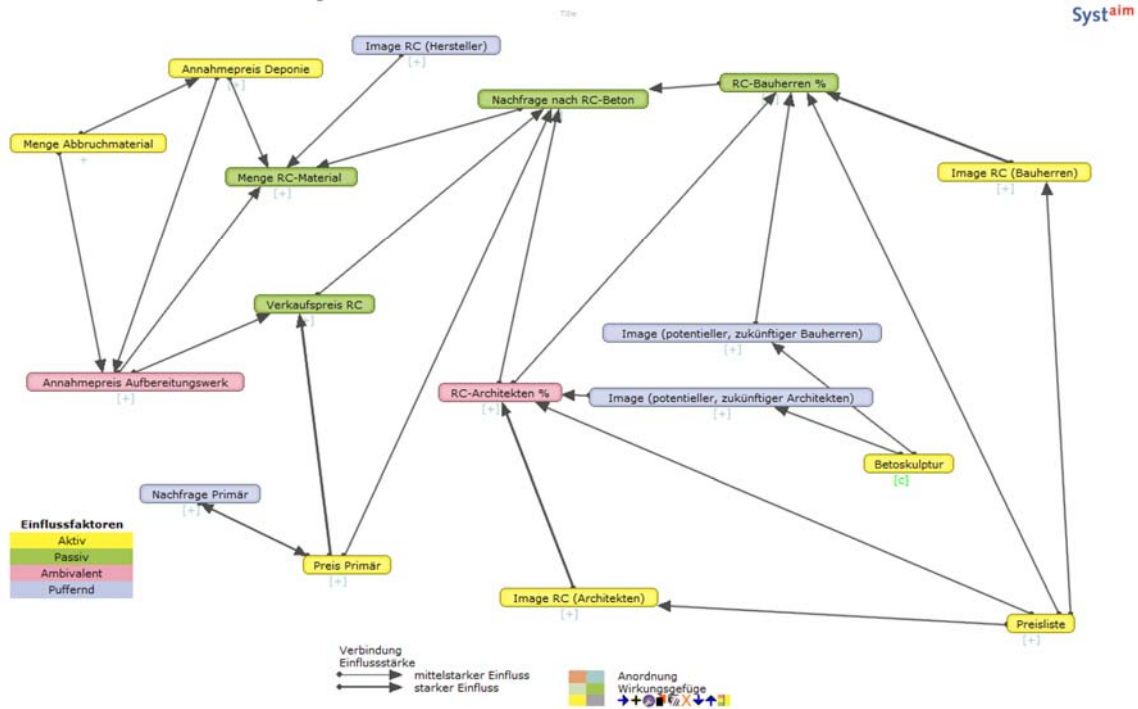 Title
Systaim
Image RC (Hersteller)
[+]
Annahmepreis Deponie
[+]
RC-Bauherren %
Nachfrage nach RC-Beton
Menge Abbruchmaterial
+
Menge RC-Material
[+]
Image RC (Bauherren)
[+]
Verkaufspreis RC
Image (potentieller, zukünftiger Bauherren)
[+]
Annahmepreis Aufbereitungswerk
[+]
RC-Architekten %
[+]
Image (potentieller, zukünftiger Architekten)
[+]
Betoskulptur
[c]
Nachfrage Primär
[+]
Einflussfaktoren
Aktiv
Passiv
Ambivalent
Puffernd
Preis Primär
[+]
Image RC (Architekten)
[+]
Preisliste
[+]
Verbindung
Einflussstärke
mittelstarker Einfluss
starker Einfluss
Anordnung
Wirkungsgefüge